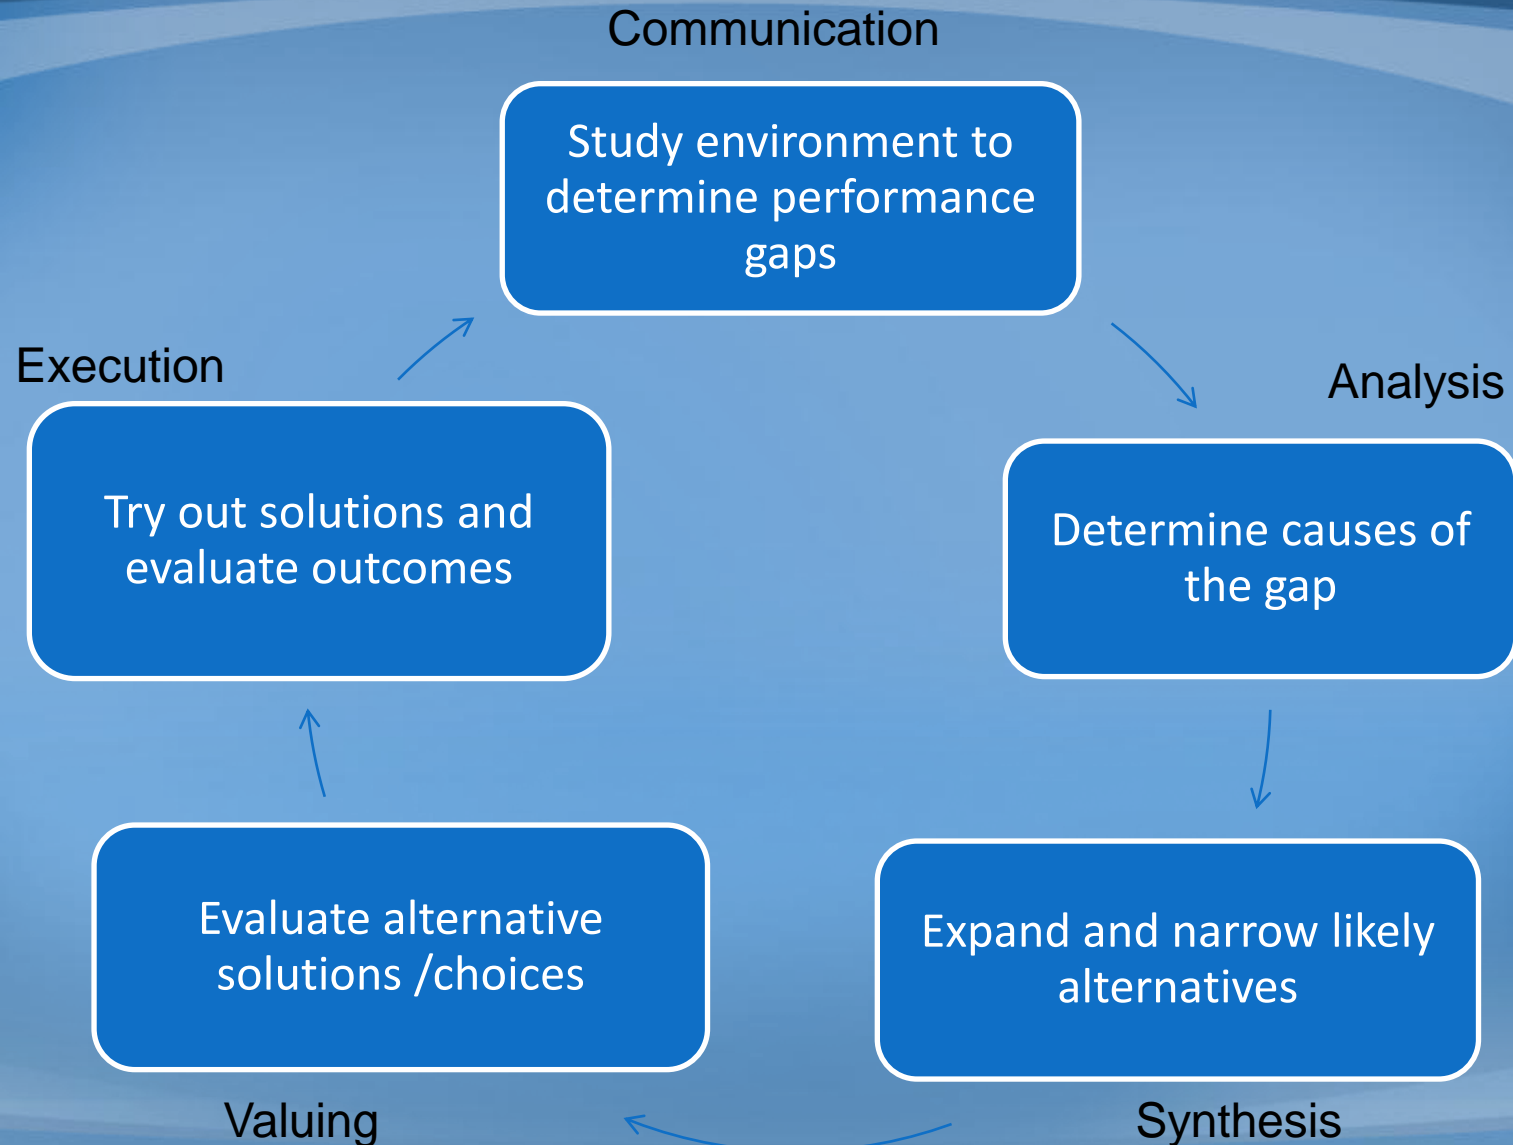 Communication
Study environment to
determine performance
gaps
Analysis
Determine causes of
the gap
Expand and narrow likely
alternatives
Synthesis
Evaluate alternative
solutions /choices
Valuing
Execution
Try out solutions and
evaluate outcomes